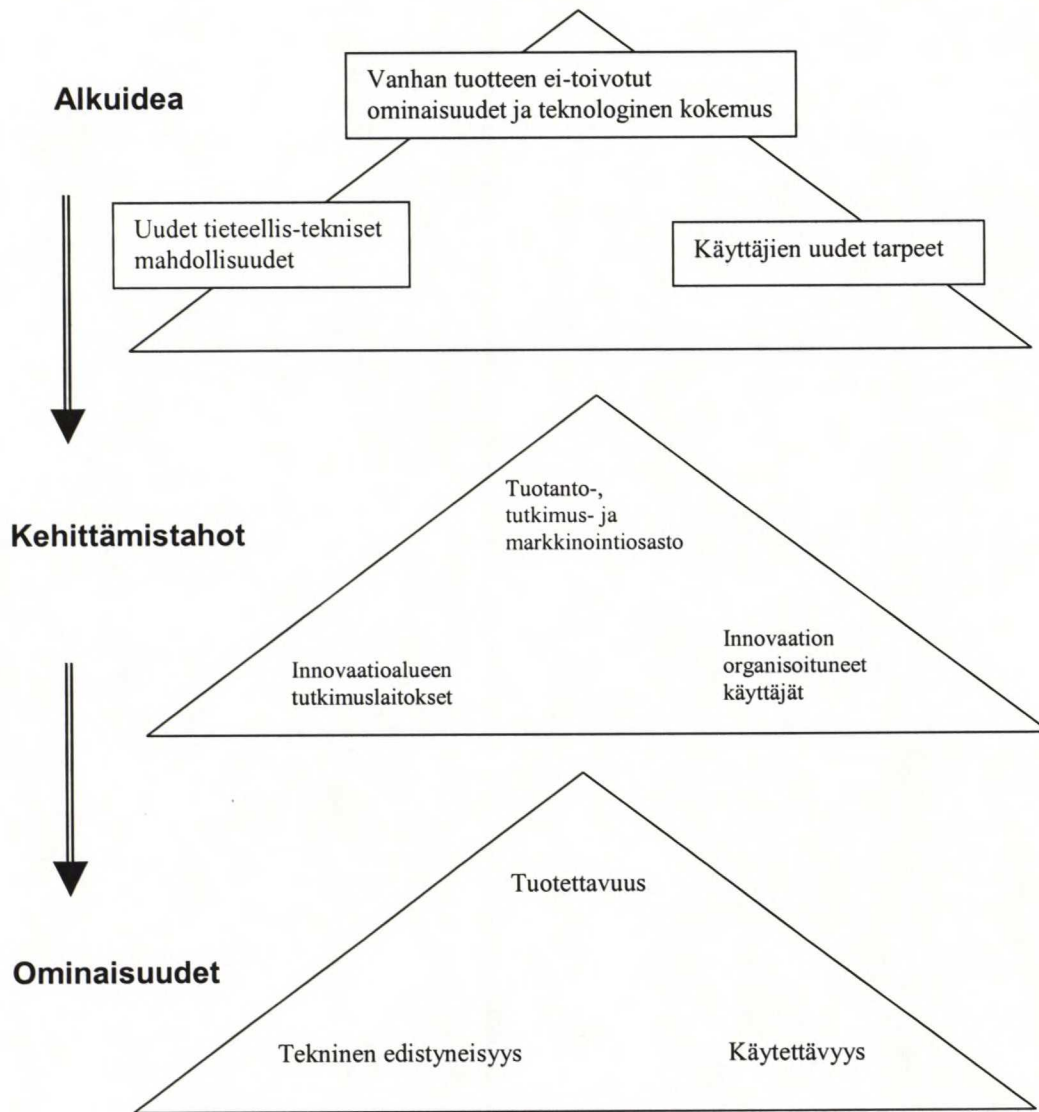 Alkuidea
Vanhan tuotteen ei-toivotut
ominaisuudet ja teknologinen kokemus
Uudet tieteellis-tekniset
mahdollisuudet
Käyttäjien uudet tarpeet
Kehittämistahot
Tuotanto-,
tutkimus- ja
markkinointiosasto
Innovaatioalueen
tutkimuslaitokset
Innovaation
organisoituneet
käyttäjät
Ominaisuudet
Tuotettavuus
Tekninen edistyneisyys
Käytettävyys